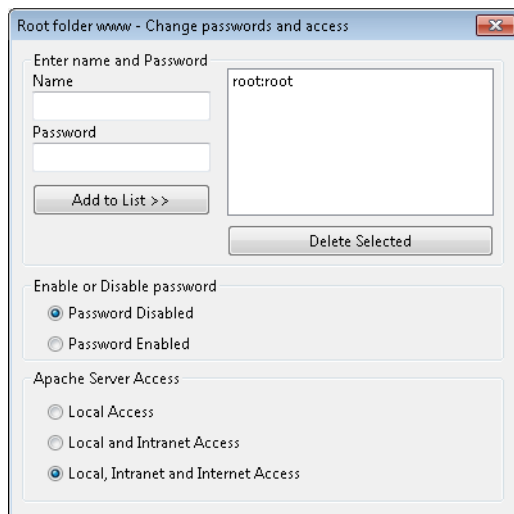 Root folder www - Change passwords and access
Enter name and Password
Name
root:root
Password
Add to List >>
Delete Selected
Enable or Disable password
Password Disabled
Password Enabled
Apache Server Access
Local Access
Local and Intranet Access
Local, Intranet and Internet Access